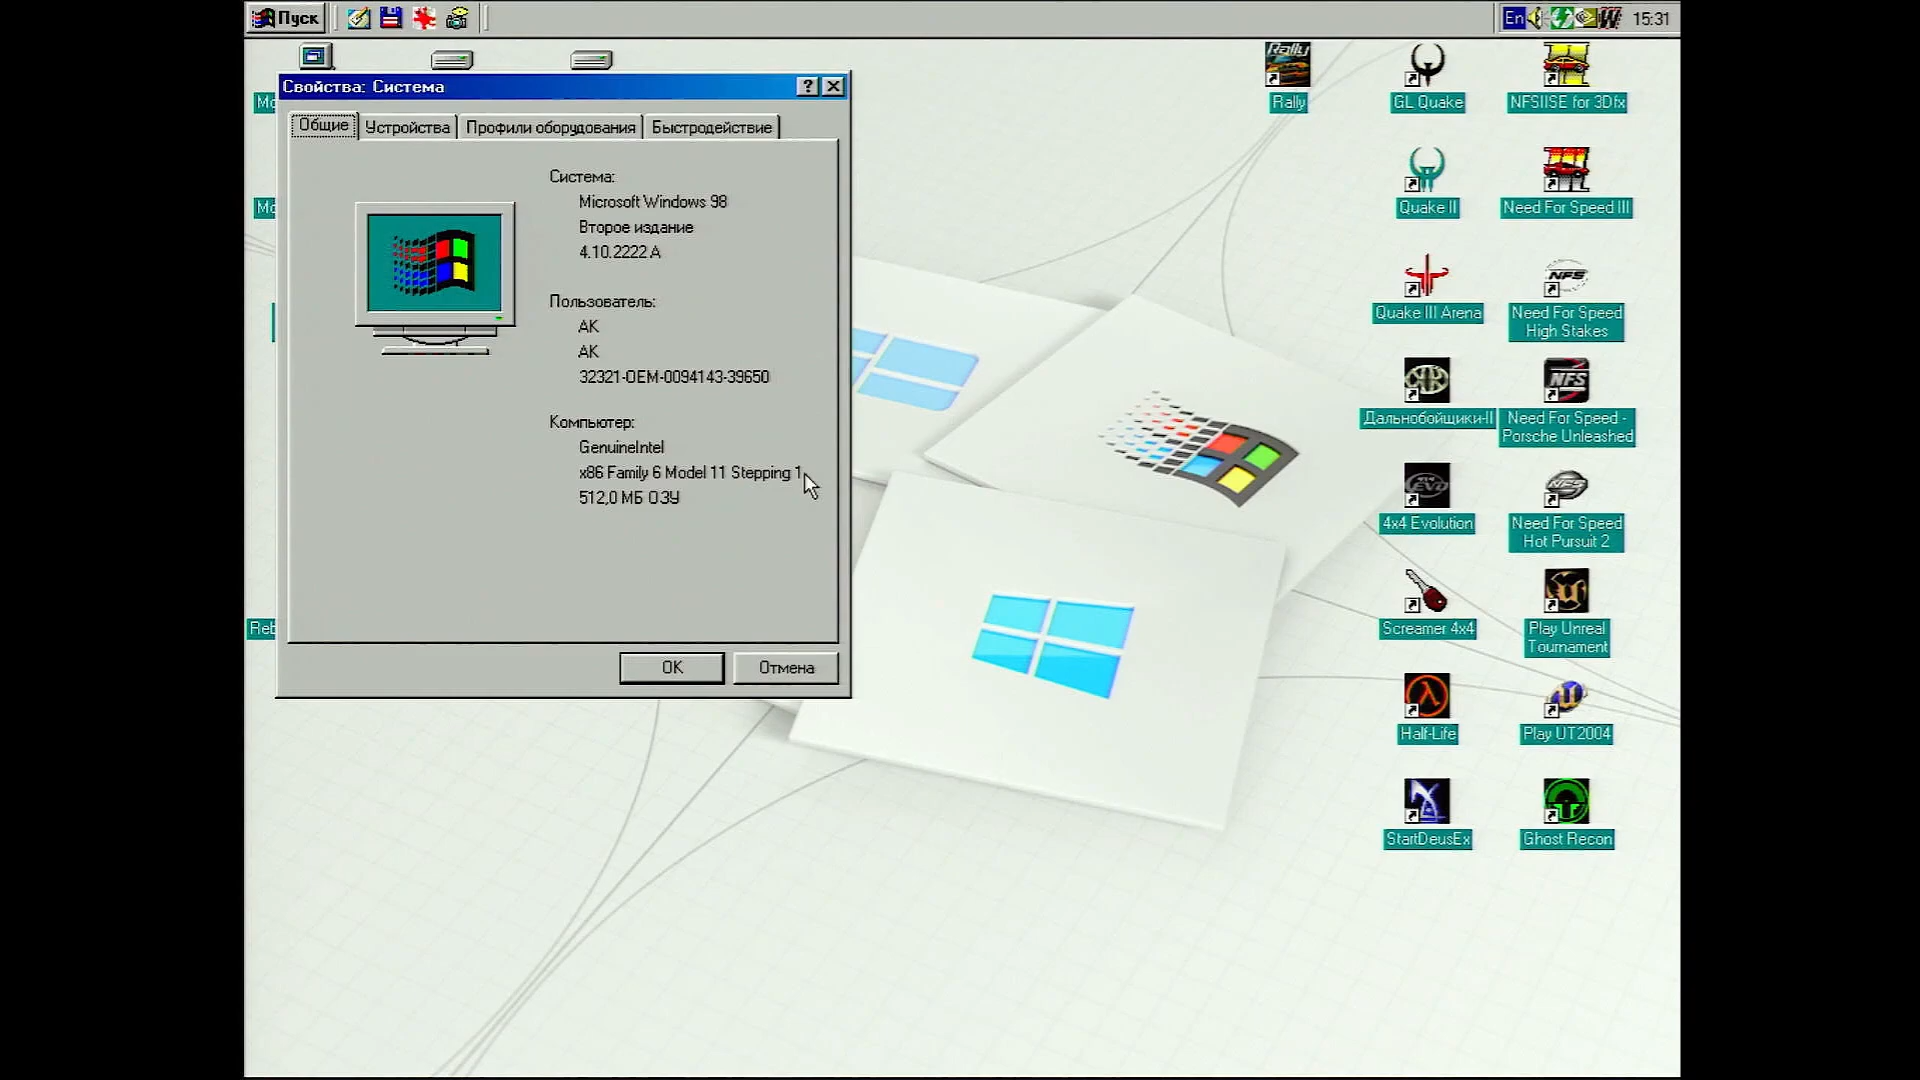 Пуск
En
15:31
Свойства: Система
Общие
Устройства
Профили оборудования
Быстродействие
Система:
Microsoft Windows 98
Второе издание
4.10.2222 A
Пользователь:
AK
AK
32321-OEM-0094143-39650
Компьютер:
GenuineIntel
x86 Family 6 Model 11 Stepping 1
512,0 МБ ОЗУ
OK
Отмена
Rally
Rally
GL Quake
NFSIISE for 3Dfx
Quake II
Need For Speed III
Quake III Arena
NFS
Need For Speed
High Stakes
Дальнобойщики-II
NFS
Need For Speed -
Porsche Unleashed
EVO
4x4 Evolution
Need For Speed
Hot Pursuit 2
Screamer 4x4
Play Unreal
Tournament
Half-Life
Play UT2004
StartDeusEx
Ghost Recon